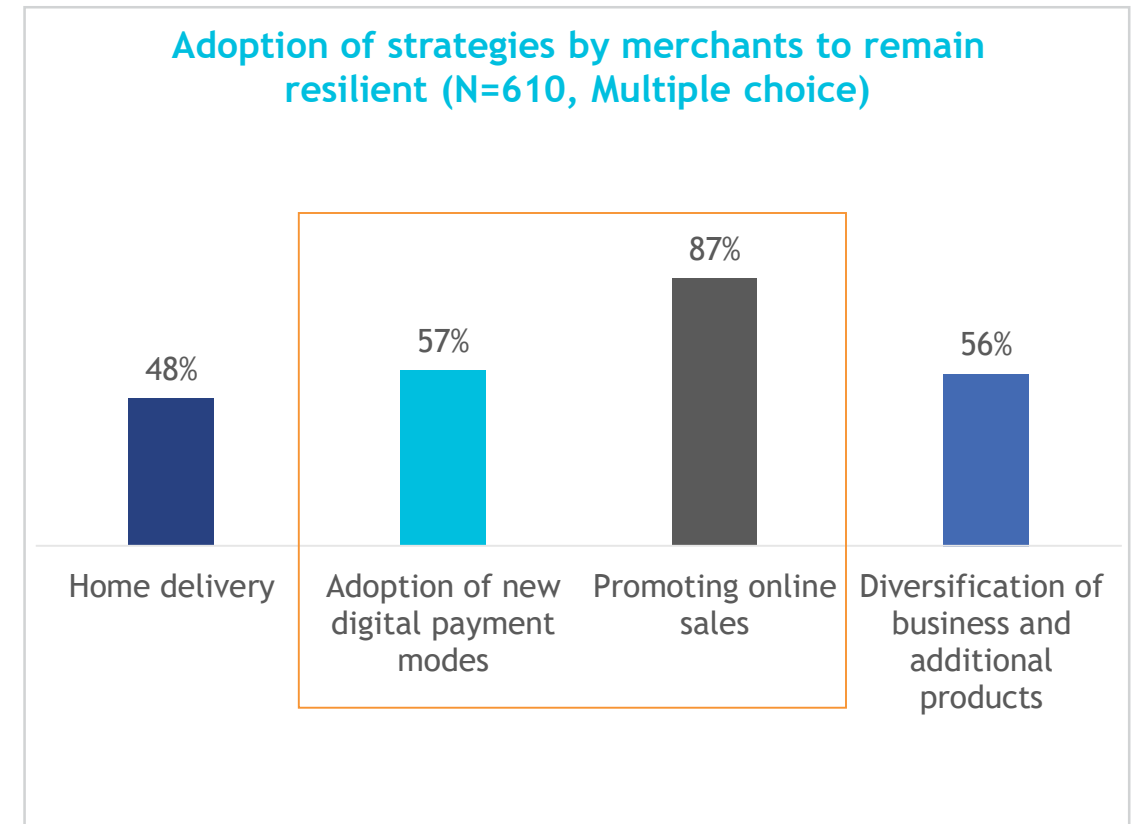 Adoption of strategies by merchants to remain
resilient (N=610, Multiple choice)
48%
57%
87%
56%
Home delivery
Adoption of new
digital payment
modes
Promoting online
sales
Diversification of
business and
additional
products